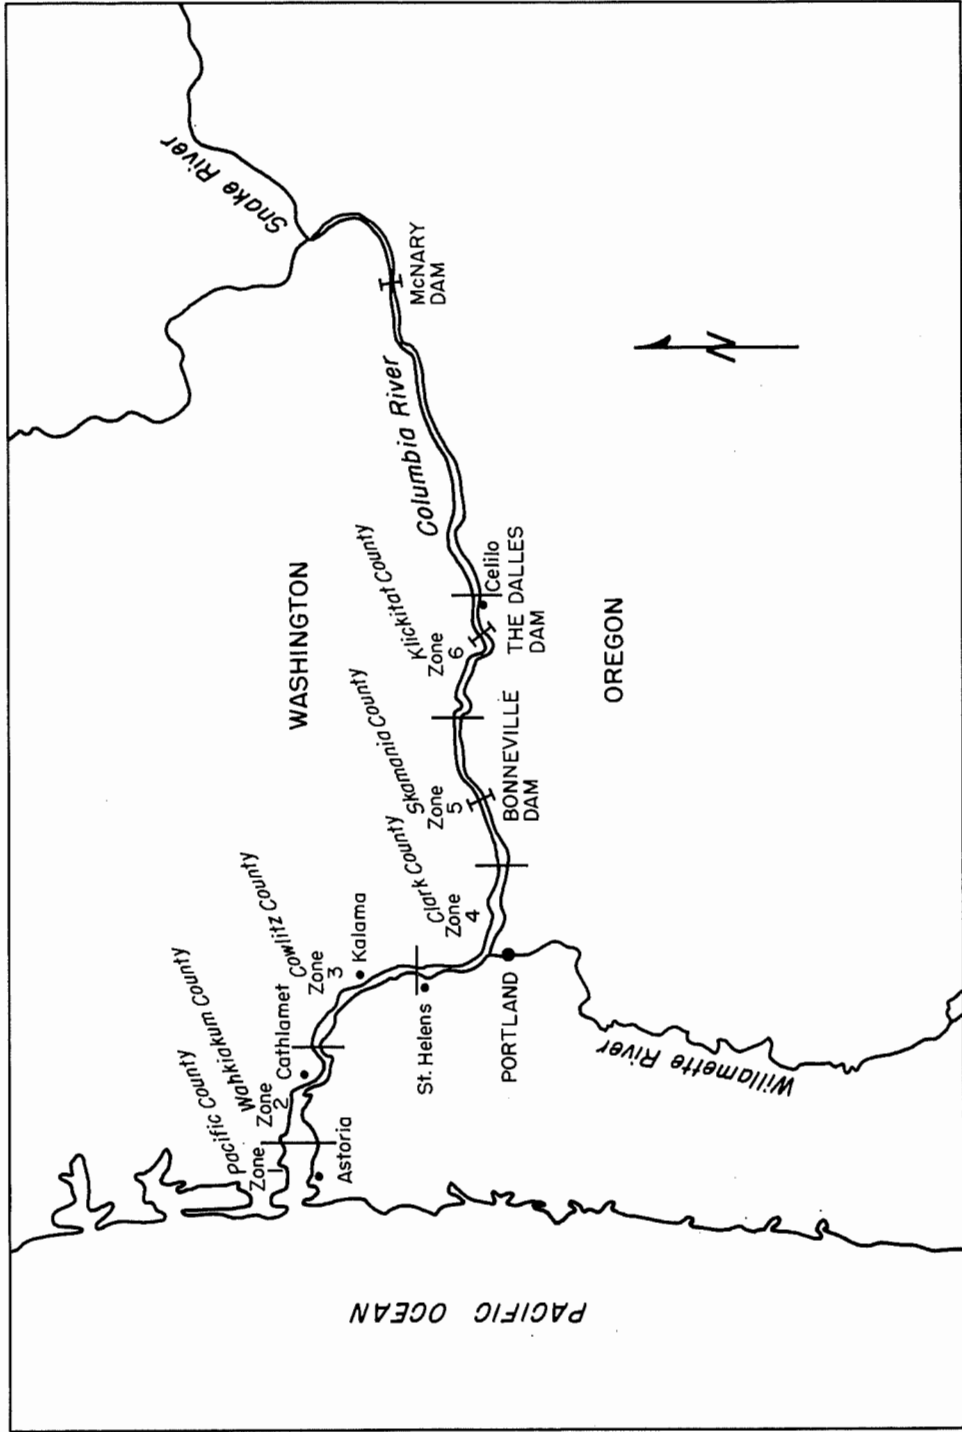 Snake River
McNARY
DAM
Columbia River
N
WASHINGTON
Klickitat County
Zone
6
Celilo
THE DALLES
DAM
OREGON
Skamania County
Zone
5
BONNEVILLE
DAM
Clark County
Zone
4
Cowlitz County
Zone
3
Kalama
St. Helens
PORTLAND
Willamette River
Wahkiakum County
Zone
2
Cathlamet
Pacific County
Zone
1
Astoria
PACIFIC OCEAN